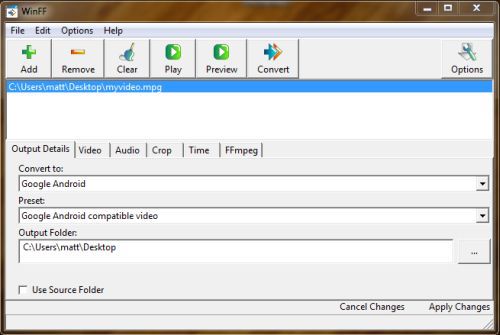 WinFF
File Edit Options Help
Add Remove Clear Play Preview Convert Options
C:\Users\matt\Desktop\myvideo.mpg
Output Details Video Audio Crop Time FFmpeg
Convert to:
Google Android
Preset:
Google Android compatible video
Output Folder:
C:\Users\matt\Desktop
...
Use Source Folder
Cancel Changes Apply Changes